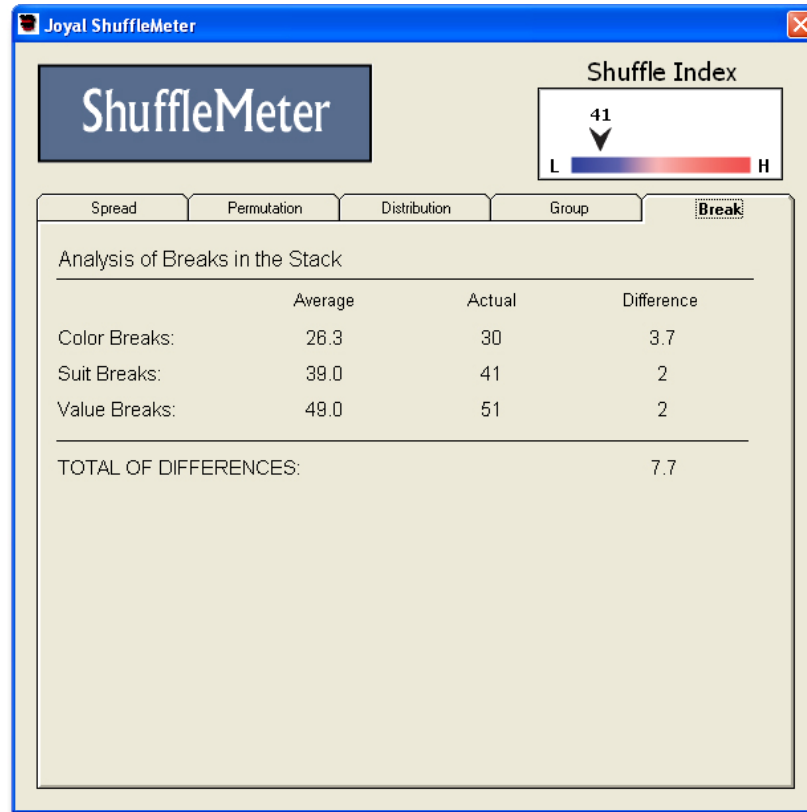 Joyal ShuffleMeter
ShuffleMeter
Shuffle Index
41
L H
Spread Permutation Distribution Group Break
Analysis of Breaks in the Stack
Average Actual Difference
Color Breaks: 26.3 30 3.7
Suit Breaks: 39.0 41 2
Value Breaks: 49.0 51 2
TOTAL OF DIFFERENCES: 7.7